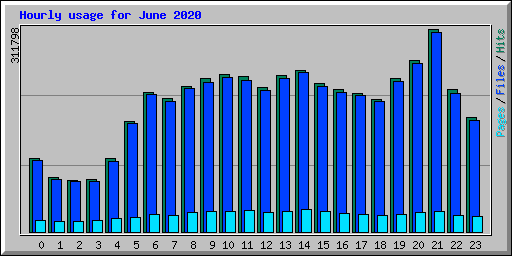 Hourly usage for June 2020
311798
Pages/Files/Hits
0 1 2 3 4 5 6 7 8 9 10 11 12 13 14 15 16 17 18 19 20 21 22 23